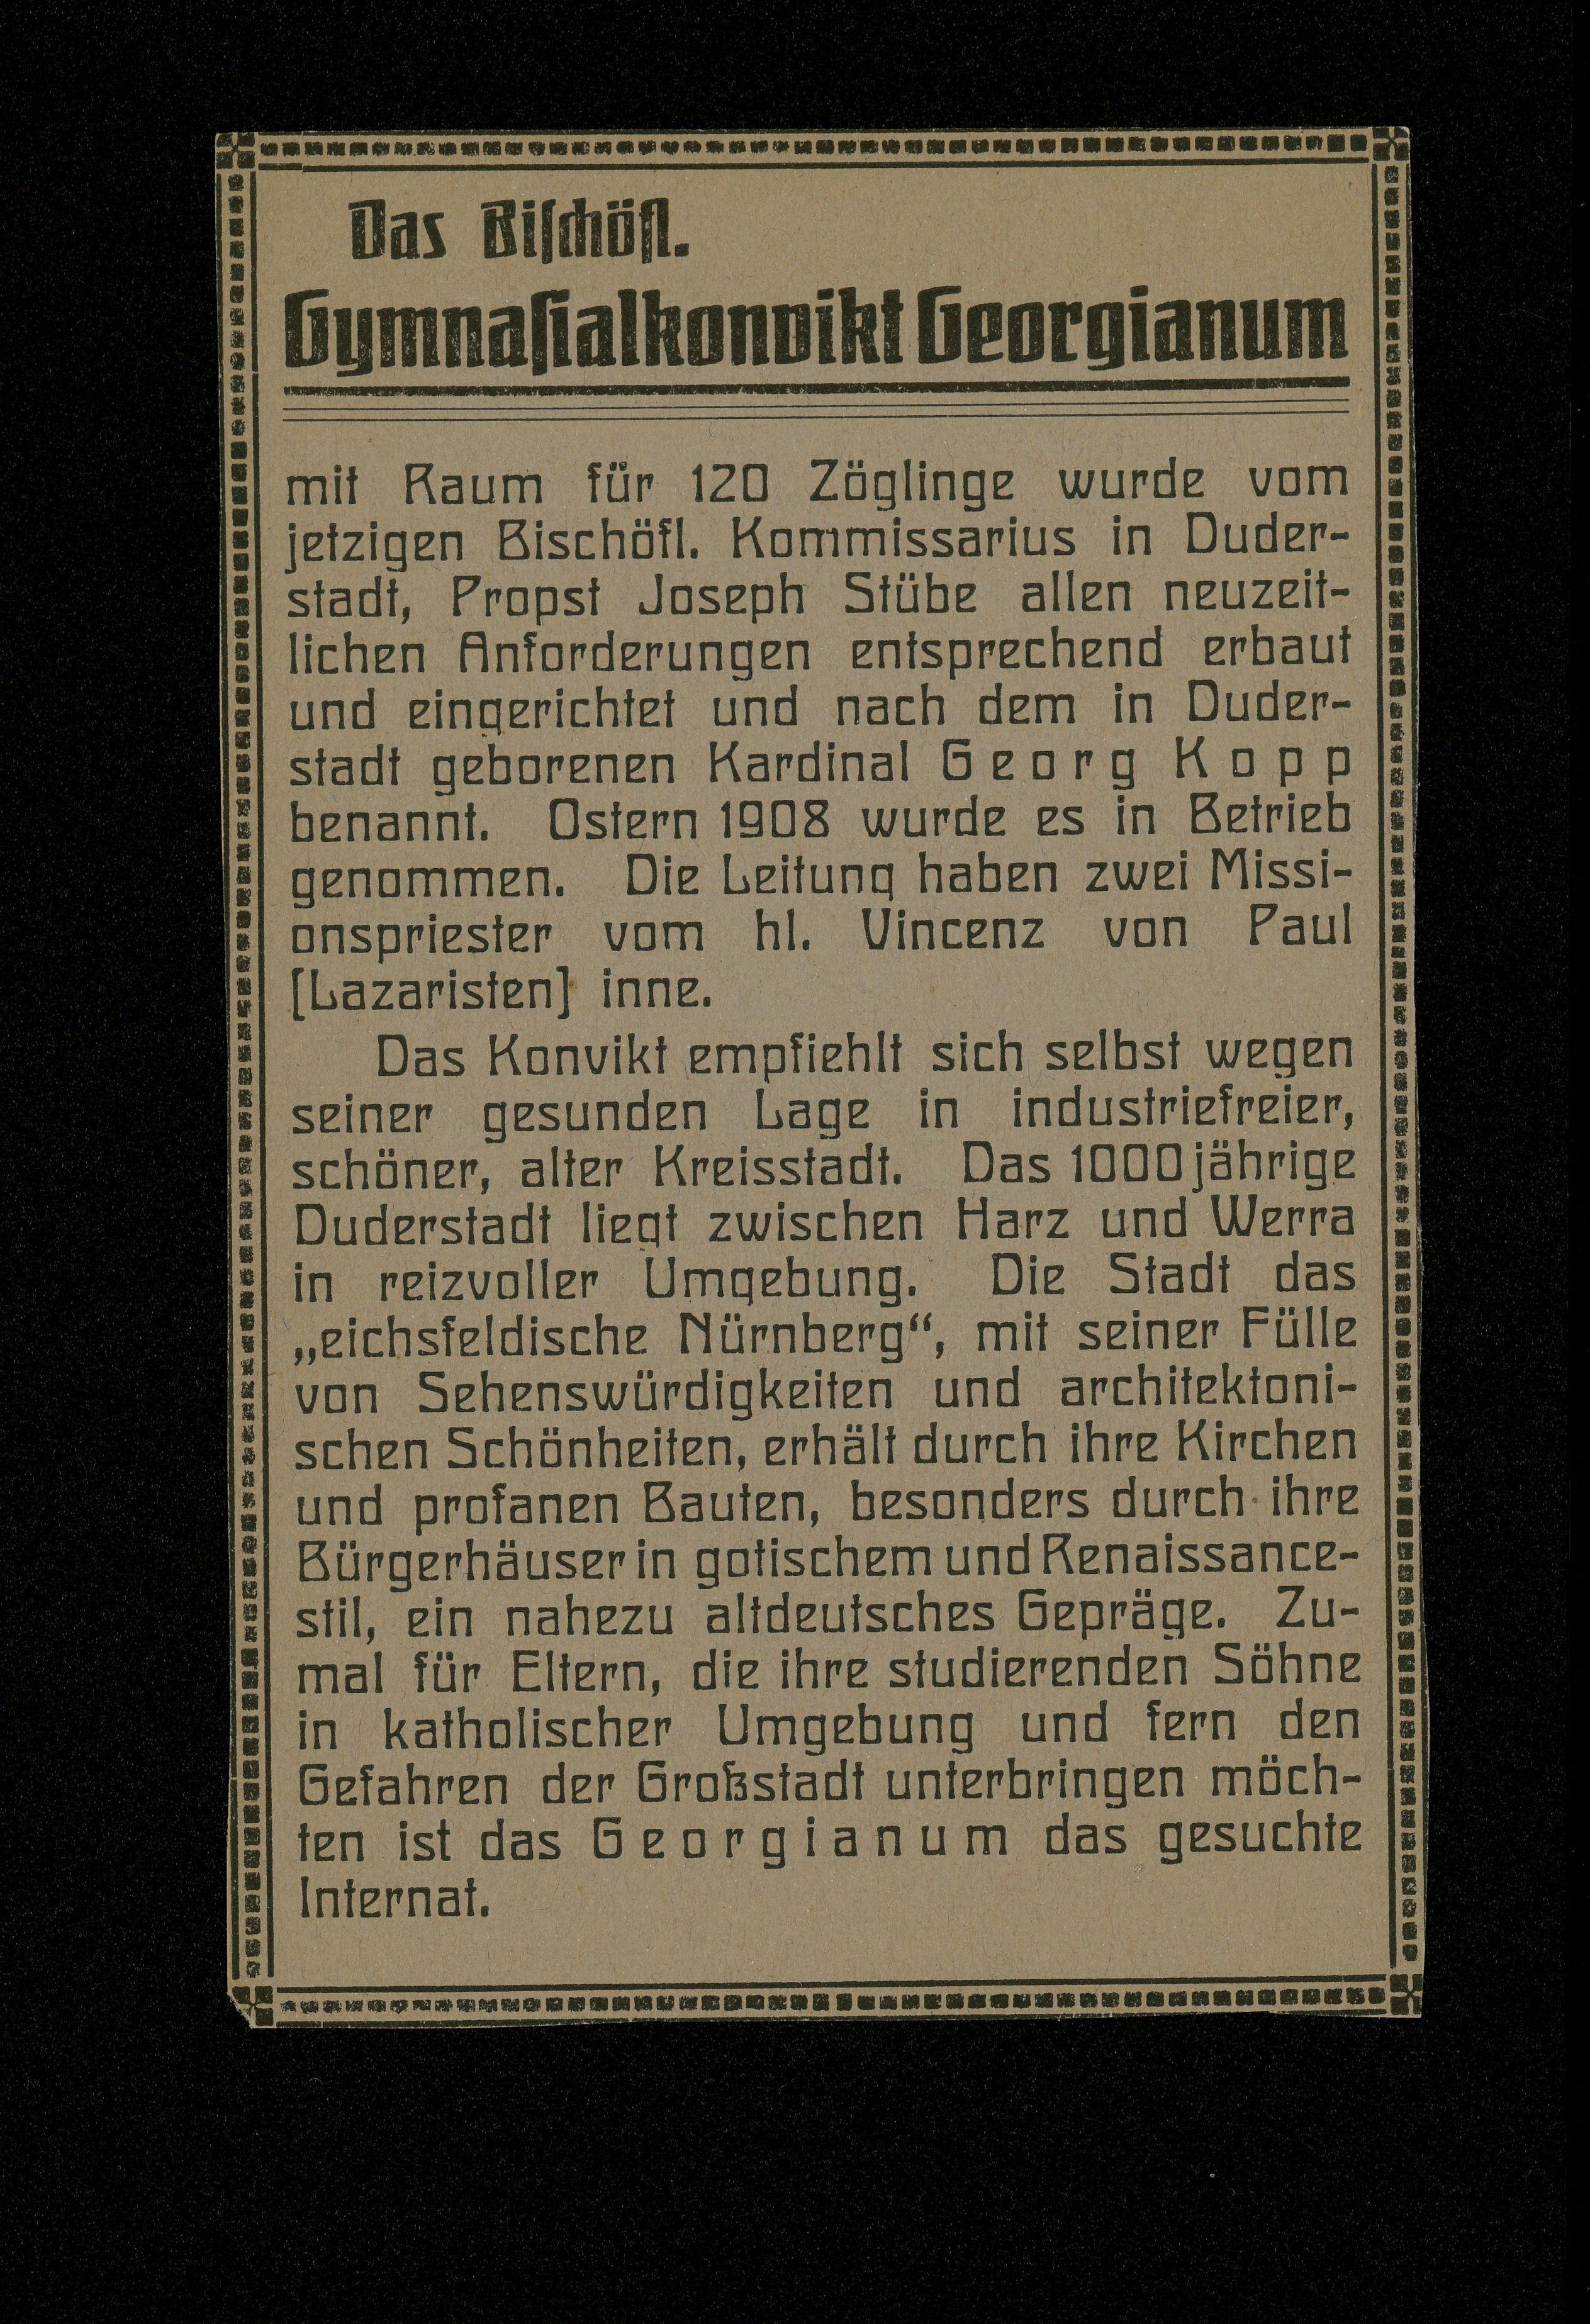 Das Biſchöfl.
Gymnaſialkonvikt Georgianum
mit Raum für 120 Zöglinge wurde vom
jetzigen Bischöfl. Kommissarius in Duder-
stadt, Propst Joseph Stübe allen neuzeit-
lichen Anforderungen entsprechend erbaut
und eingerichtet und nach dem in Duder-
stadt geborenen Kardinal Georg Kopp
benannt. Ostern 1908 wurde es in Betrieb
genommen. Die Leitung haben zwei Missi-
onspriester vom hl. Vincenz von Paul
[Lazaristen] inne.
Das Konvikt empfiehlt sich selbst wegen
seiner gesunden Lage in industriefreier,
schöner, alter Kreisstadt. Das 1000jährige
Duderstadt liegt zwischen Harz und Werra
in reizvoller Umgebung. Die Stadt das
„eichsfeldische Nürnberg“, mit seiner Fülle
von Sehenswürdigkeiten und architektoni-
schen Schönheiten, erhält durch ihre Kirchen
und profanen Bauten, besonders durch ihre
Bürgerhäuser in gotischem und Renaissance-
stil, ein nahezu altdeutsches Gepräge. Zu-
mal für Eltern, die ihre studierenden Söhne
in katholischer Umgebung und fern den
Gefahren der Großstadt unterbringen möch-
ten ist das Georgianum das gesuchte
Internat.